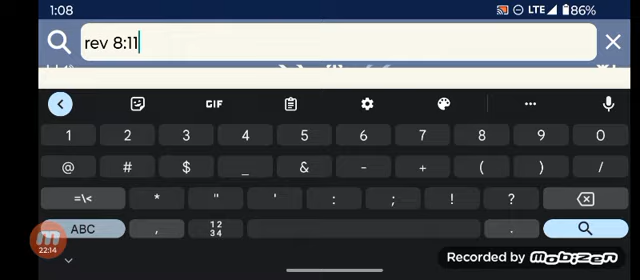 1:08 LTE 86%
rev 8:11
GIF
1 2 3 4 5 6 7 8 9 0
@ # $ _ & - + ( ) /
=\< * " ' : ; ! ?
ABC , 12 34 .
22:14
Recorded by mobizen